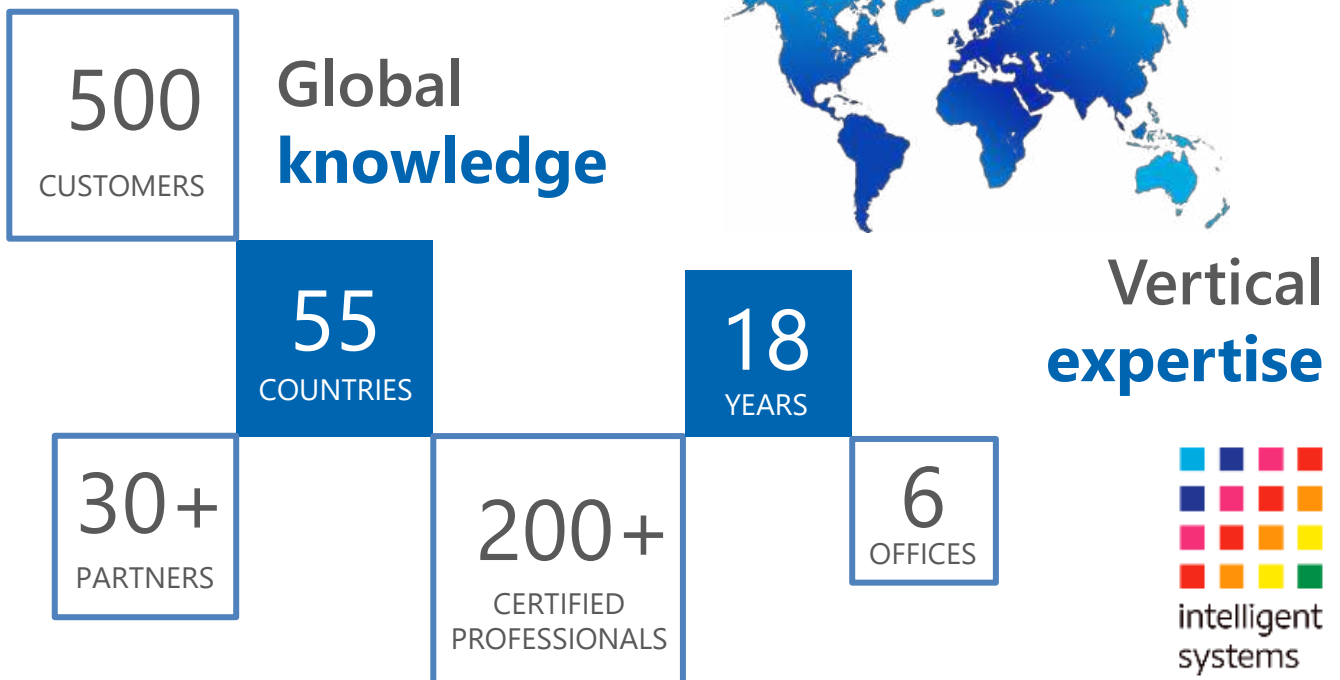 500
CUSTOMERS
Global
knowledge
55
COUNTRIES
18
YEARS
Vertical
expertise
30+
PARTNERS
200+
CERTIFIED
PROFESSIONALS
6
OFFICES
intelligent
systems